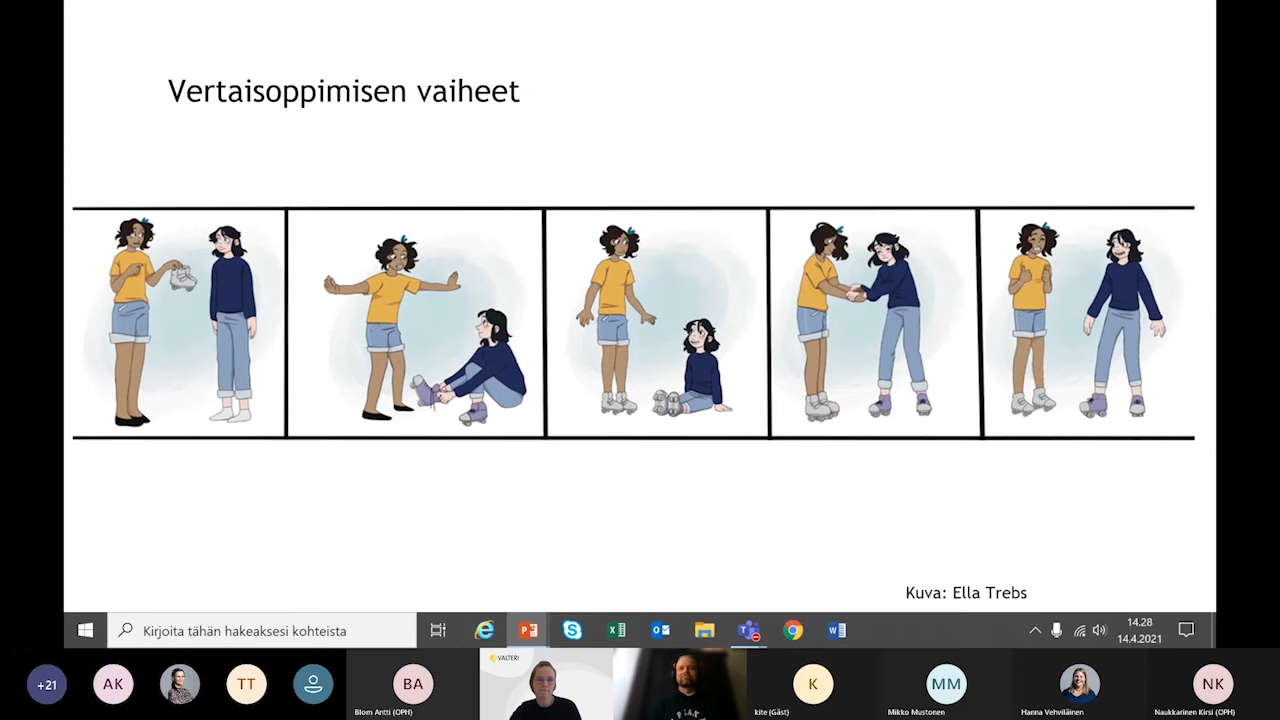 Vertaisoppimisen vaiheet
Kuva: Ella Trebs
Kirjoita tähän hakeaksesi kohteista
14.28
14.4.2021
+21
AK
TT
BA
Blom Antti (OPH)
VALTERI
K
kite (Gäst)
MM
Mikko Mustonen
Hanna Vehviläinen
NK
Naukkarinen Kirsi (OPH)